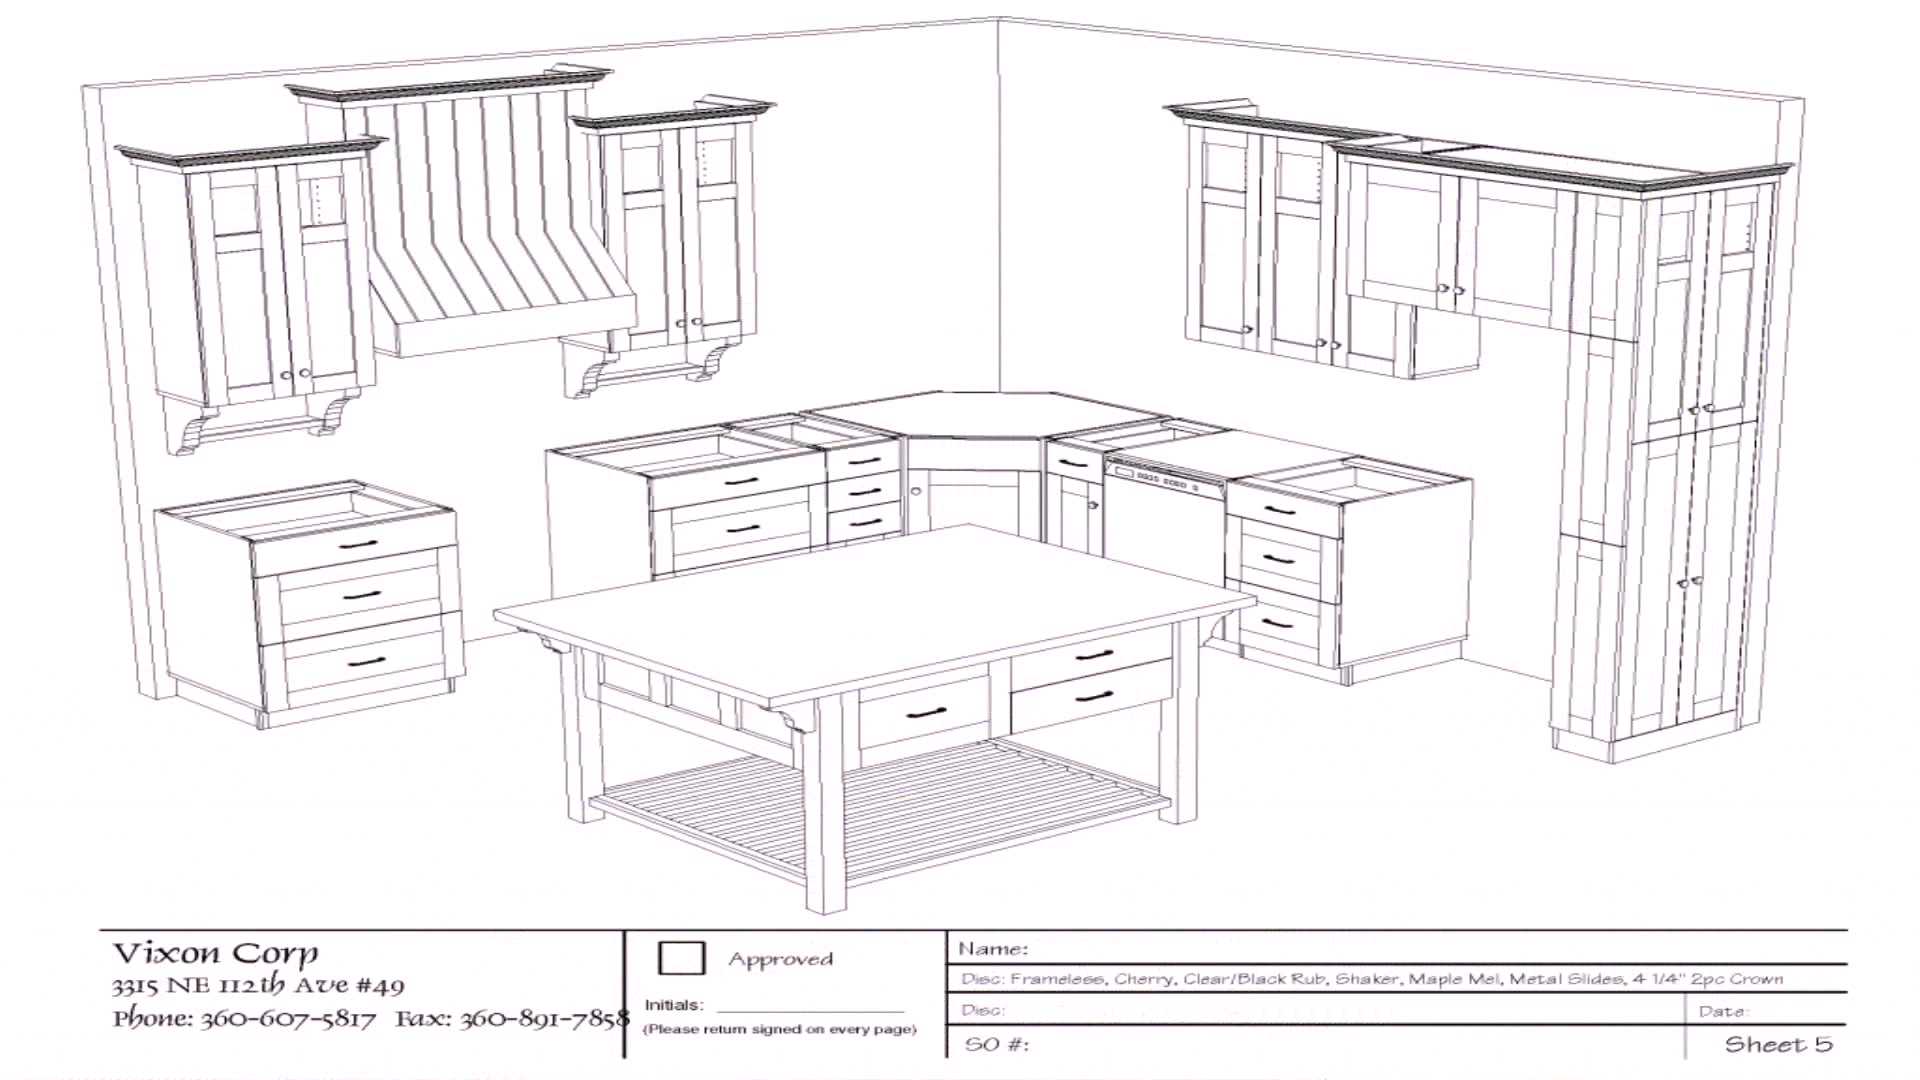 Vixon Corp
3315 NE 112th Ave #49
Phone: 360-607-5817 Fax: 360-891-7858
Approved
Initials:
(Please return signed on every page)
Name:
Disc: Frameless, Cherry, Clear/Black Rub, Shaker, Maple Mel, Metal Slides, 4 1/4" 2pc Crown
Disc:
Date:
SO #:
Sheet 5